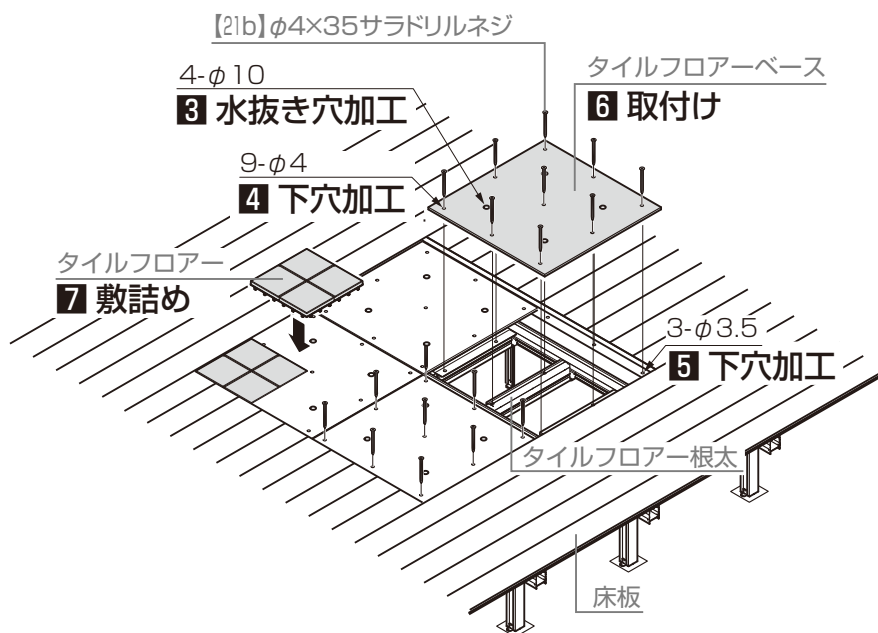 【21b】φ4×35サラドリルネジ
4-φ10
3 水抜き穴加工
タイルフロアーベース
6 取付け
9-φ4
4 下穴加工
タイルフロアー
7 敷詰め
3-φ3.5
5 下穴加工
タイルフロアー根太
床板